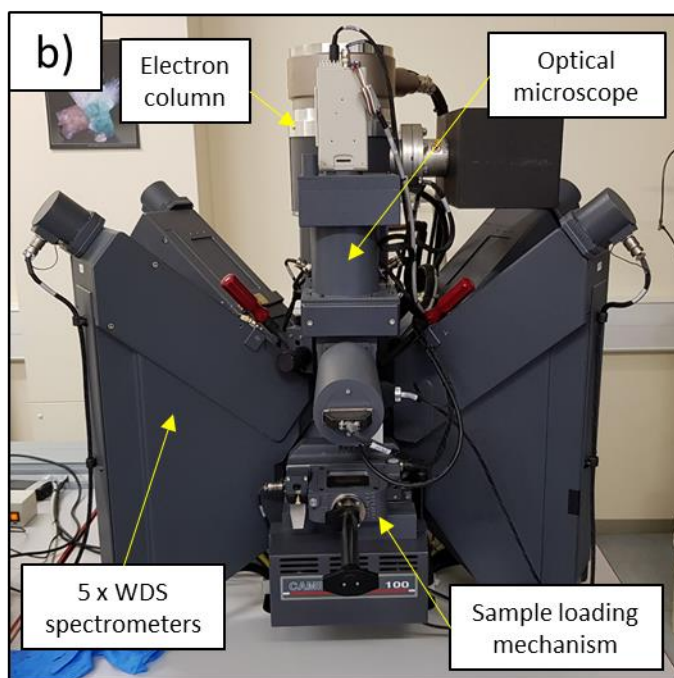 b)
Electron
column
Optical
microscope
5 x WDS
spectrometers
CAME
100
Sample loading
mechanism